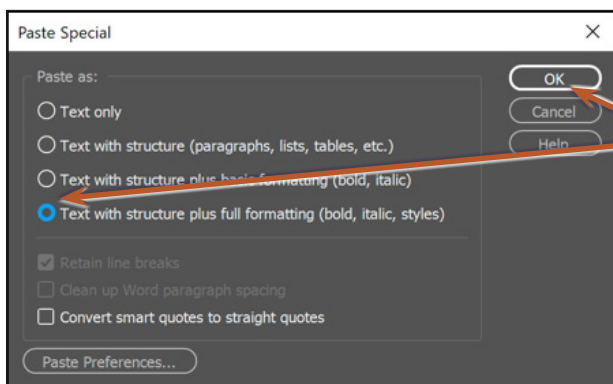 Paste Special
Paste as:
OK
Text only
Cancel
Text with structure (paragraphs, lists, tables, etc.)
Help
Text with structure plus basic formatting (bold, italic)
Text with structure plus full formatting (bold, italic, styles)
Retain line breaks
Clean up Word paragraph spacing
Convert smart quotes to straight quotes
Paste Preferences...